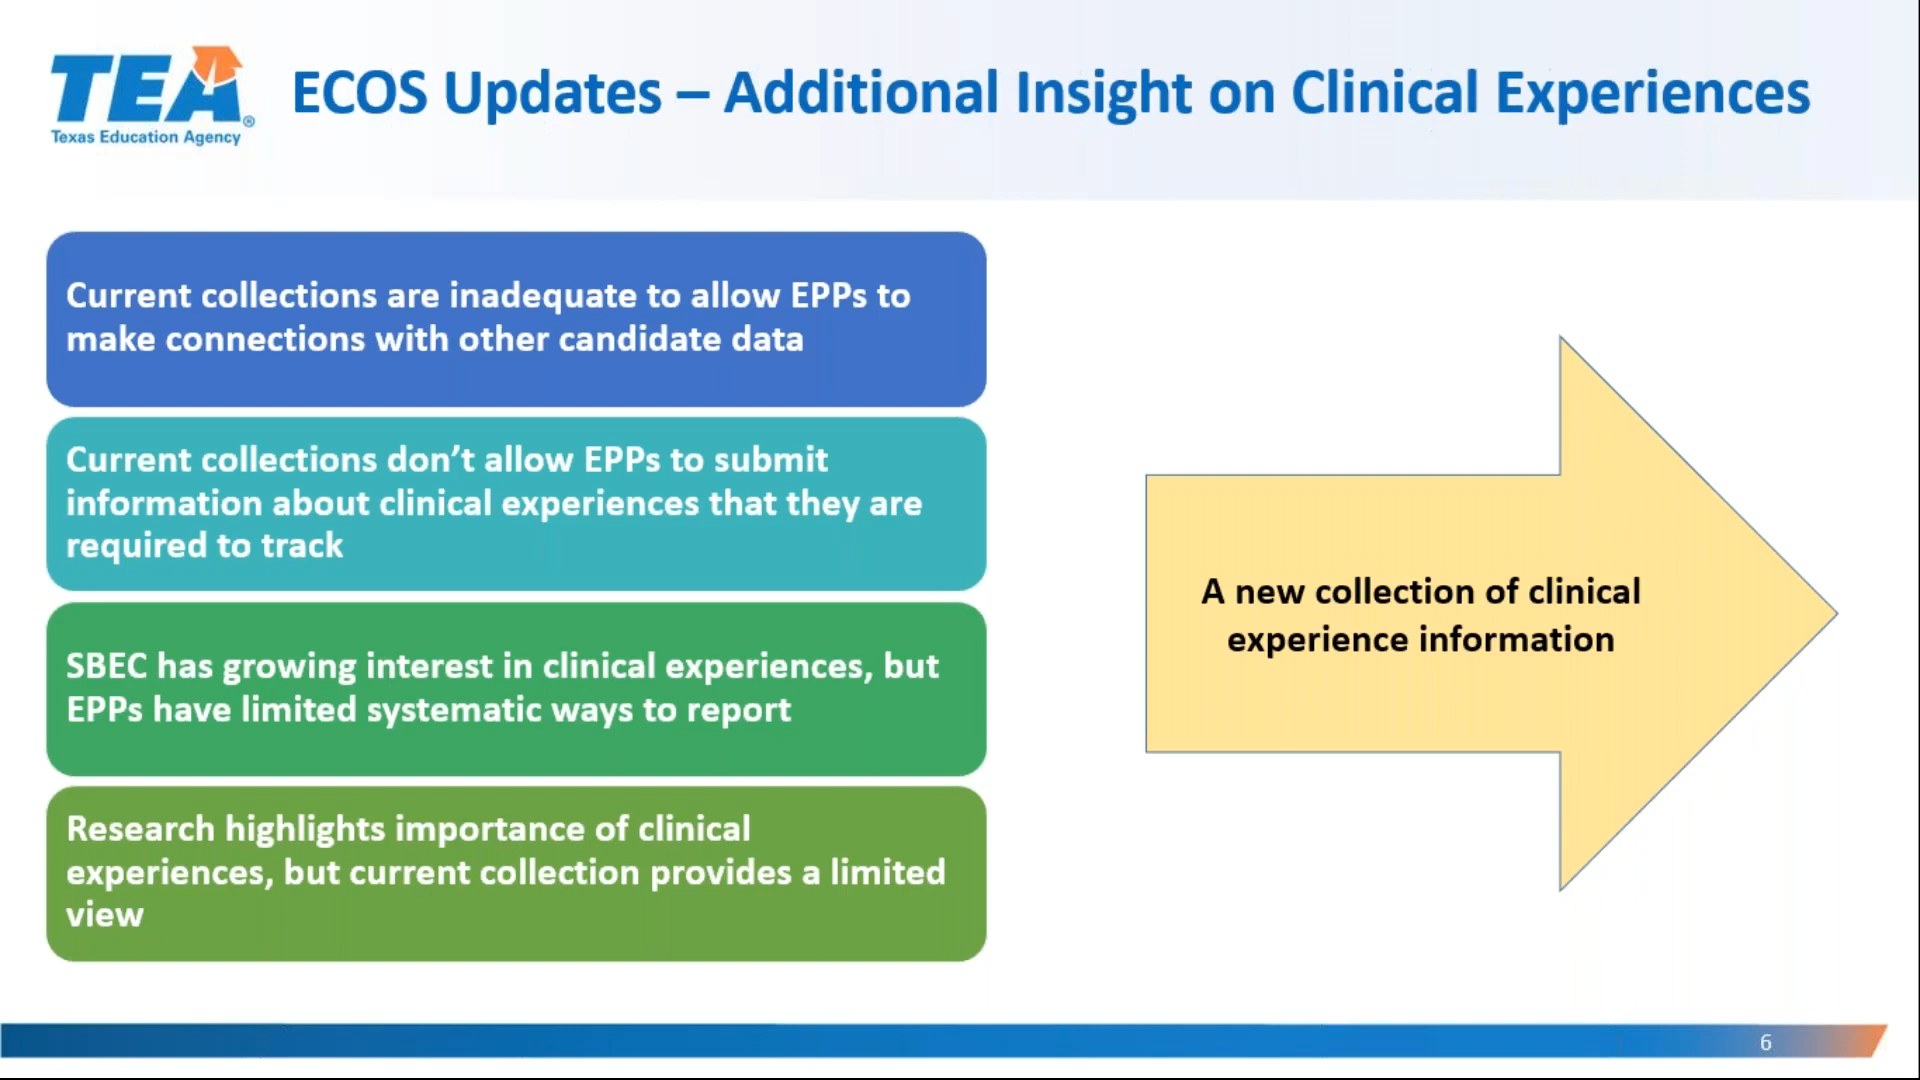 TEA®
Texas Education Agency
ECOS Updates – Additional Insight on Clinical Experiences
Current collections are inadequate to allow EPPs to
make connections with other candidate data
Current collections don’t allow EPPs to submit
information about clinical experiences that they are
required to track
SBEC has growing interest in clinical experiences, but
EPPs have limited systematic ways to report
Research highlights importance of clinical
experiences, but current collection provides a limited
view
A new collection of clinical
experience information
6